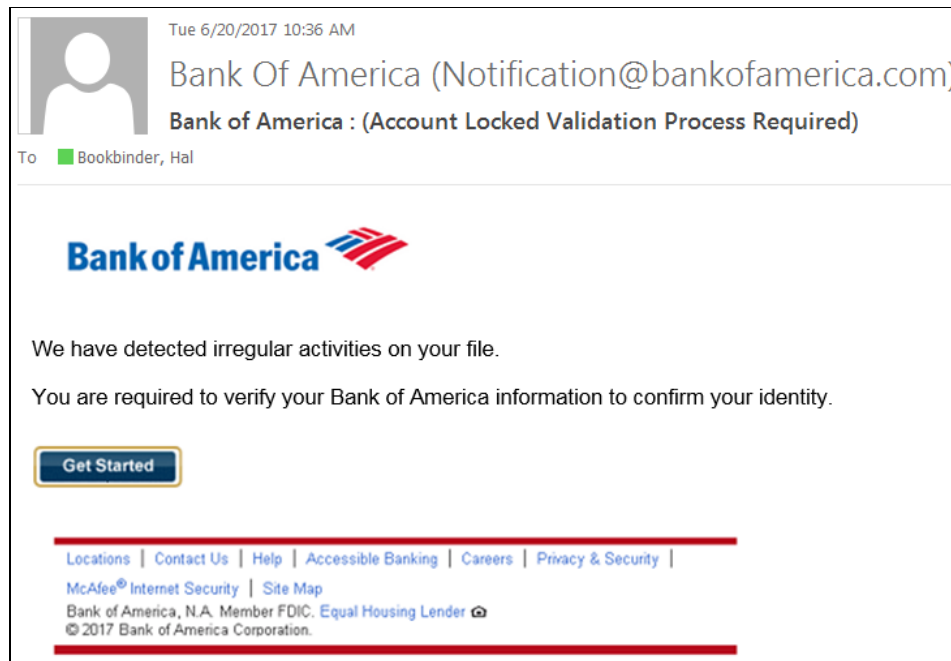 Tue 6/20/2017 10:36 AM
Bank Of America (Notification@bankofamerica.com)
Bank of America : (Account Locked Validation Process Required)
To Bookbinder, Hal
Bank of America
We have detected irregular activities on your file.
You are required to verify your Bank of America information to confirm your identity.
Get Started
Locations | Contact Us | Help | Accessible Banking | Careers | Privacy & Security |
McAfee® Internet Security | Site Map
Bank of America, N.A. Member FDIC. Equal Housing Lender
© 2017 Bank of America Corporation.